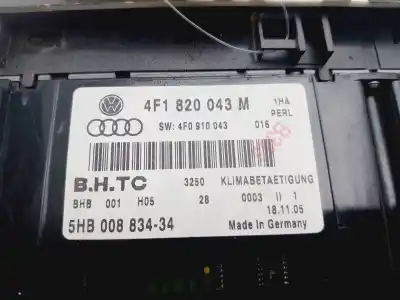 4F1 820 043 M 1HA
SW: 4F0 910 043 016 PERL
B.H.TC 3250 KLIMABETAETIGUNG
BHB 001 H05 28 0003 II 1
18.11.05
5HB 008 834-34 Made in Germany